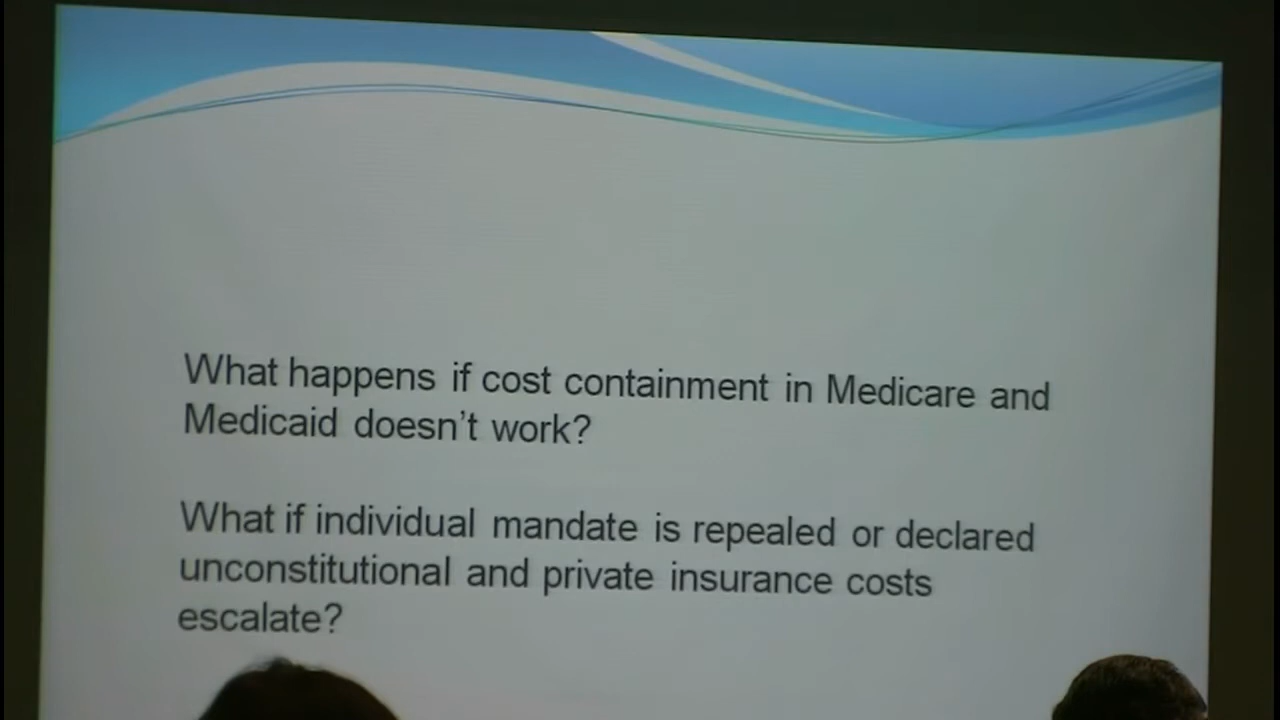 What happens if cost containment in Medicare and
Medicaid doesn't work?
What if individual mandate is repealed or declared
unconstitutional and private insurance costs
escalate?